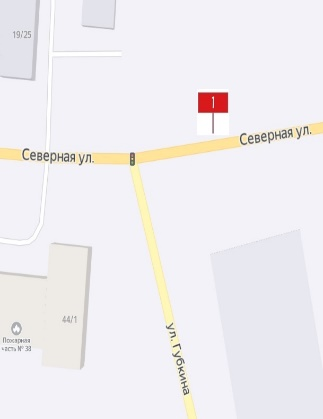 19/25
1
Северная ул.
Северная ул.
44/1
Пожарная
часть № 38
ул. Губкина